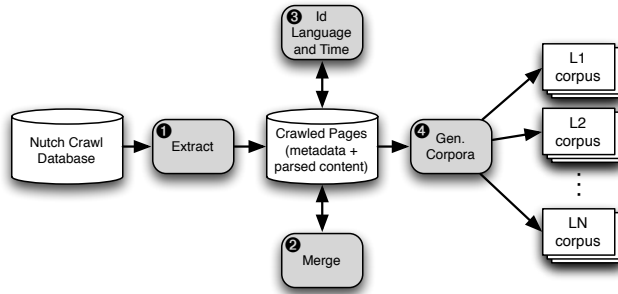 ❸ Id
Language
and Time
Nutch Crawl
Database
❶
Extract
Crawled Pages
(metadata +
parsed content)
❹
Gen.
Corpora
L1
corpus
L2
corpus
⋮
LN
corpus
❷
Merge